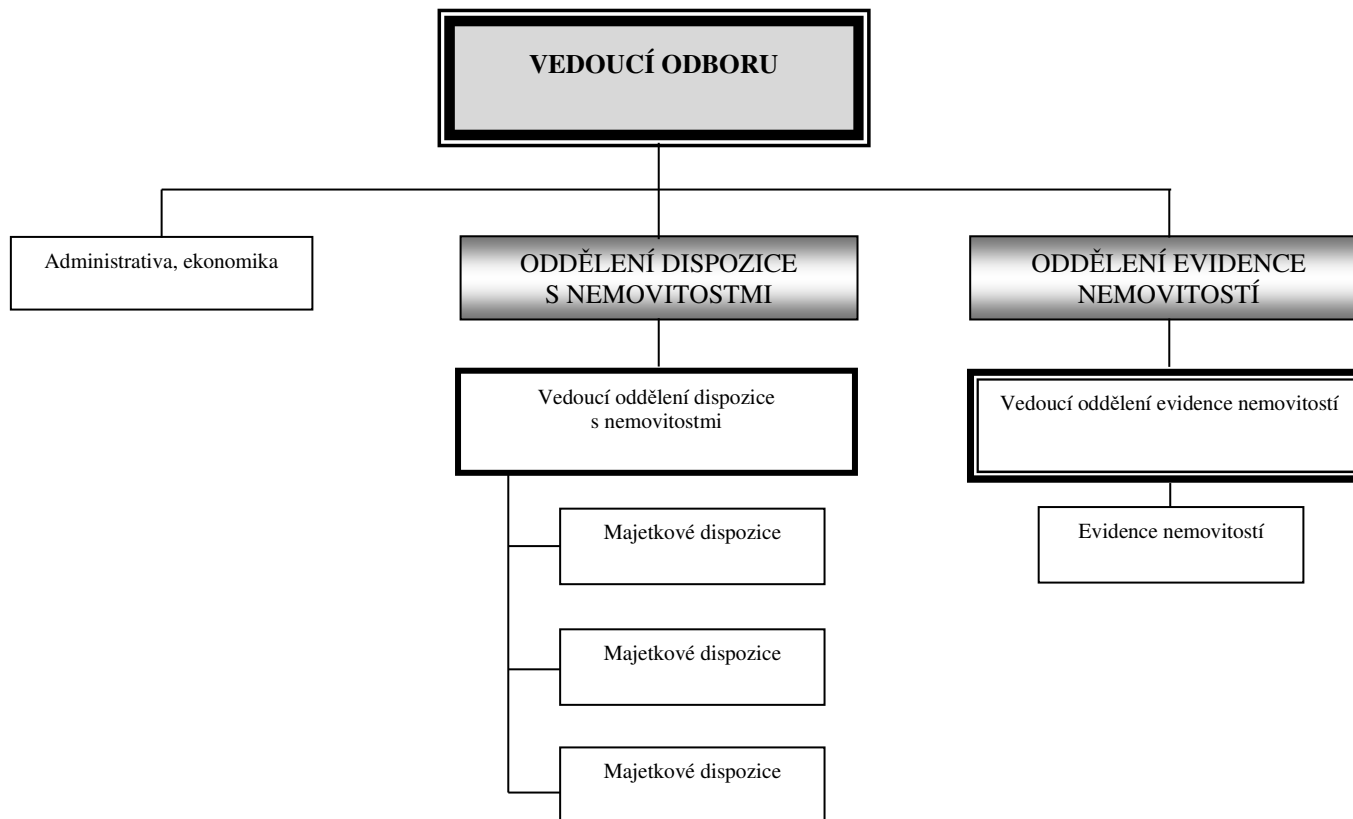 VEDOUCÍ ODBORU
Administrativa, ekonomika
ODDĚLENÍ DISPOZICE
S NEMOVITOSTMI
ODDĚLENÍ EVIDENCE
NEMOVITOSTÍ
Vedoucí oddělení dispozice
s nemovitostmi
Vedoucí oddělení evidence nemovitostí
Majetkové dispozice
Evidence nemovitostí
Majetkové dispozice
Majetkové dispozice